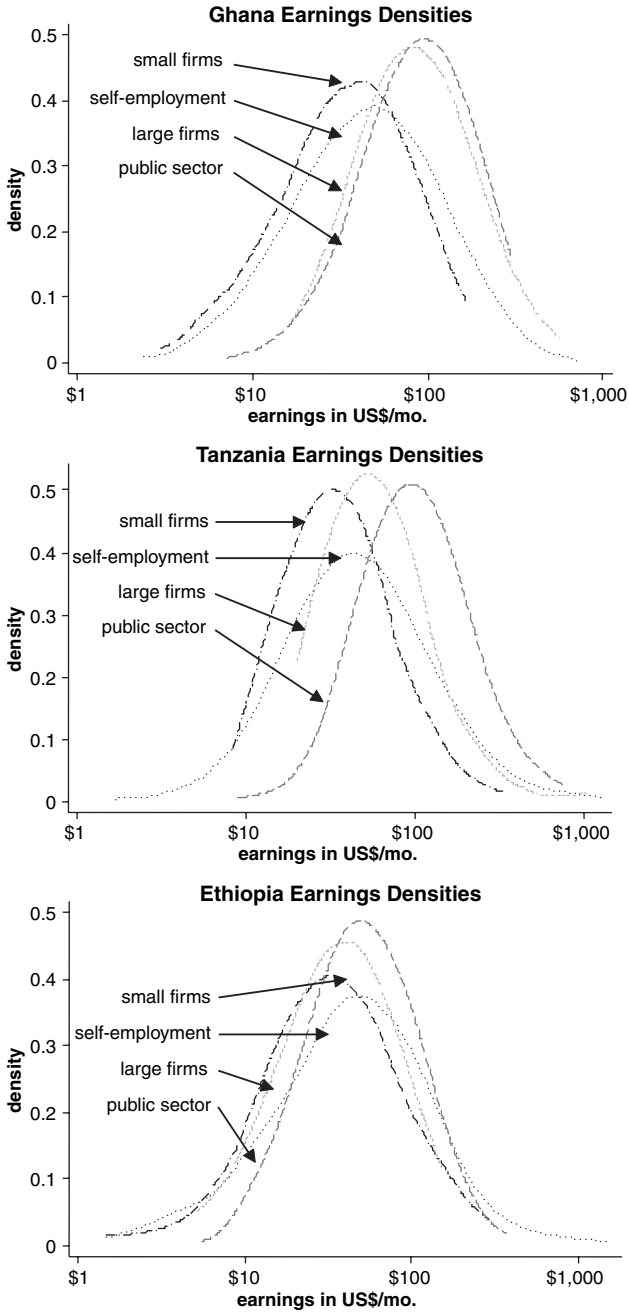 Ghana Earnings Densities
0.5
small firms
self-employment
0.4
large firms
public sector
0.3
density
0.2
0.1
0
$1
$10
$100
$1,000
earnings in US$/mo.
Tanzania Earnings Densities
0.5
small firms
self-employment
0.4
large firms
public sector
0.3
density
0.2
0.1
0
$1
$10
$100
$1,000
earnings in US$/mo.
Ethiopia Earnings Densities
0.5
0.4
small firms
self-employment
0.3
large firms
public sector
density
0.2
0.1
0
$1
$10
$100
$1,000
earnings in US$/mo.